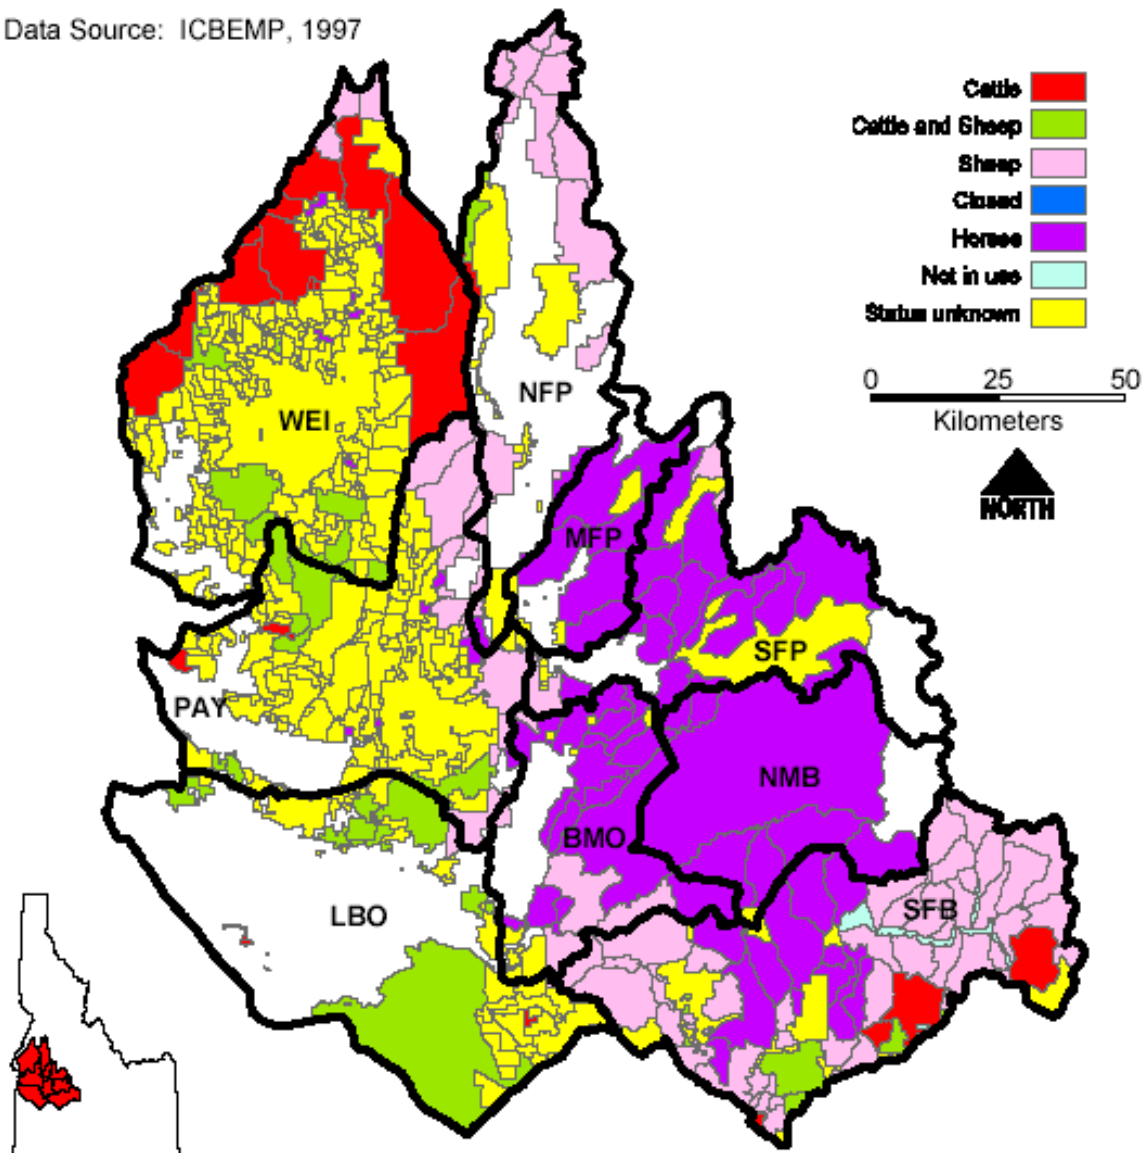 Data Source: ICBEMP, 1997
Cattle
Cattle and Sheep
Sheep
Closed
Horses
Not in use
Status unknown
0 25 50
Kilometers
NORTH
NFP
WEI
MFP
SFP
PAY
NMB
BMO
LBO
SFB